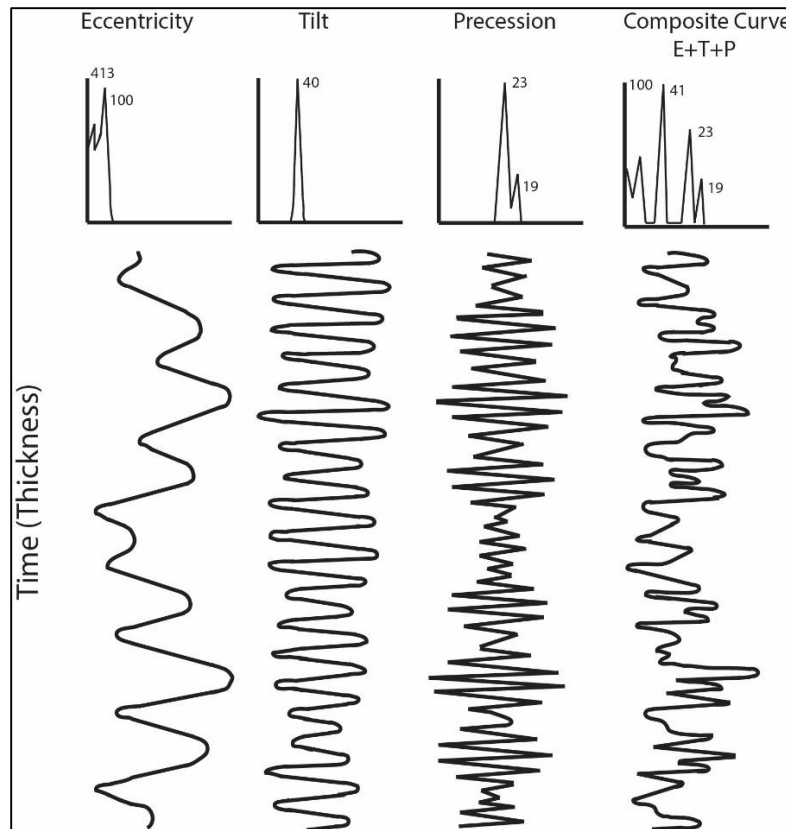 Eccentricity
Tilt
Precession
Composite Curve
E+T+P
413
100
40
23
19
100
41
23
19
Time (Thickness)